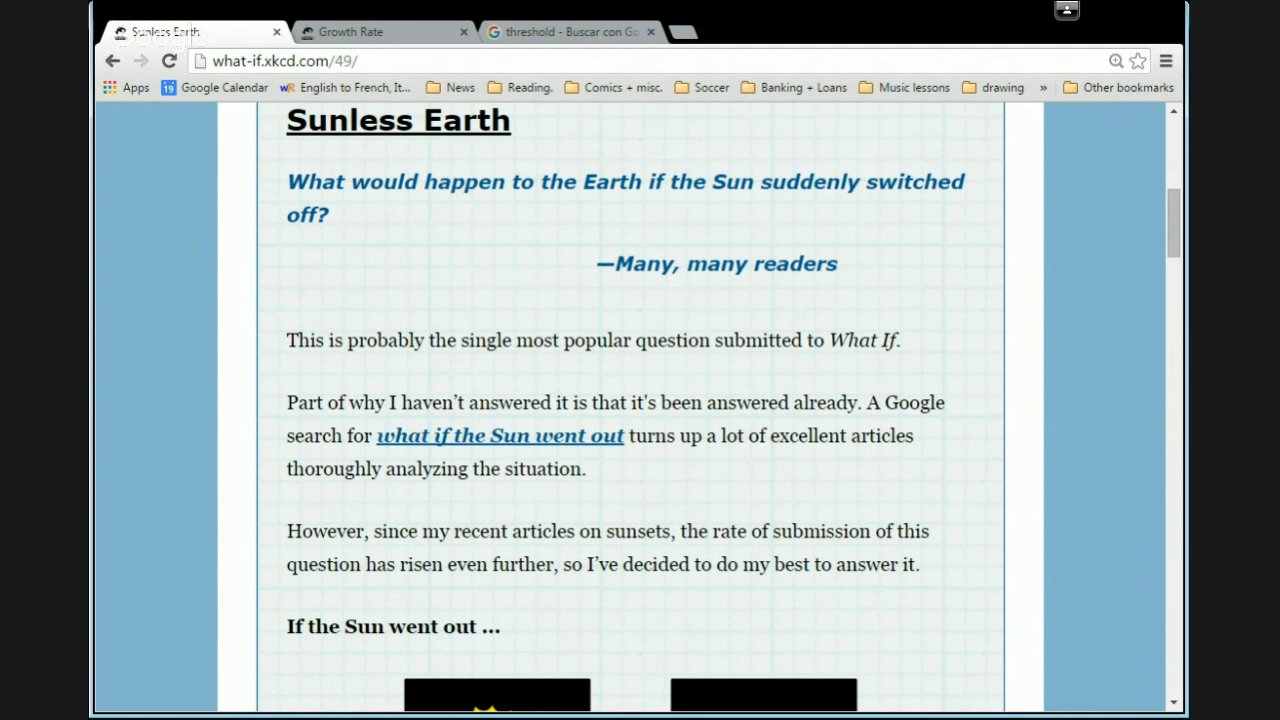 Sunless Earth
Growth Rate
threshold - Buscar con Go
Google
what-if.xkcd.com/49/
Apps
19
Google Calendar
wR
English to French, It...
News
Reading.
Comics + misc.
Soccer
Banking + Loans
Music lessons
drawing
»
Other bookmarks
Sunless Earth
What would happen to the Earth if the Sun suddenly switched
off?
—Many, many readers
This is probably the single most popular question submitted to What If.
Part of why I haven’t answered it is that it's been answered already. A Google
search for what if the Sun went out turns up a lot of excellent articles
thoroughly analyzing the situation.
However, since my recent articles on sunsets, the rate of submission of this
question has risen even further, so I’ve decided to do my best to answer it.
If the Sun went out ...